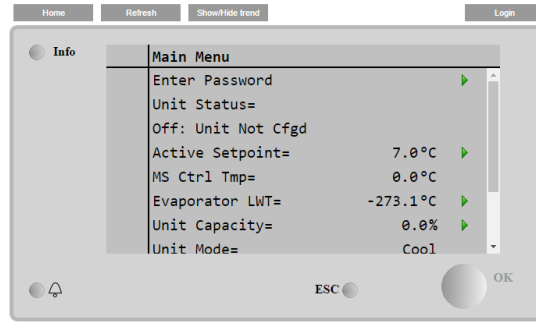 Home Refresh Show/Hide trend Login
Info
Main Menu
Enter Password
Unit Status=
Off: Unit Not Cfgd
Active Setpoint= 7.0°C
MS Ctrl Tmp= 0.0°C
Evaporator LWT= -273.1°C
Unit Capacity= 0.0%
Unit Mode= Cool
ESC OK